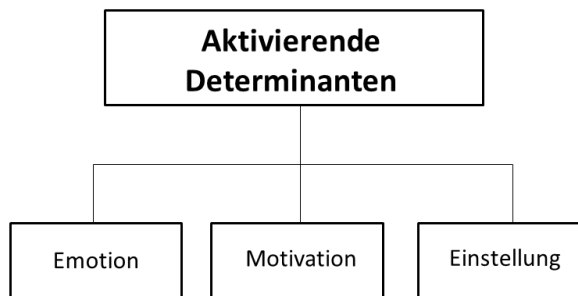 Aktivierende
Determinanten
Emotion
Motivation
Einstellung